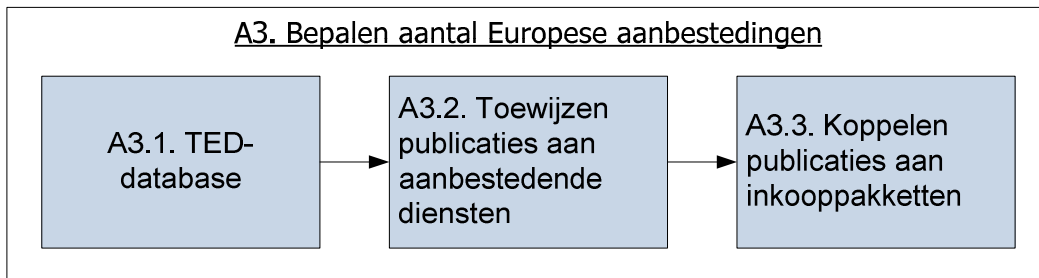 A3. Bepalen aantal Europese aanbestedingen
A3.1. TED-
database
A3.2. Toewijzen
publicaties aan
aanbestedende
diensten
A3.3. Koppelen
publicaties aan
inkooppakketten